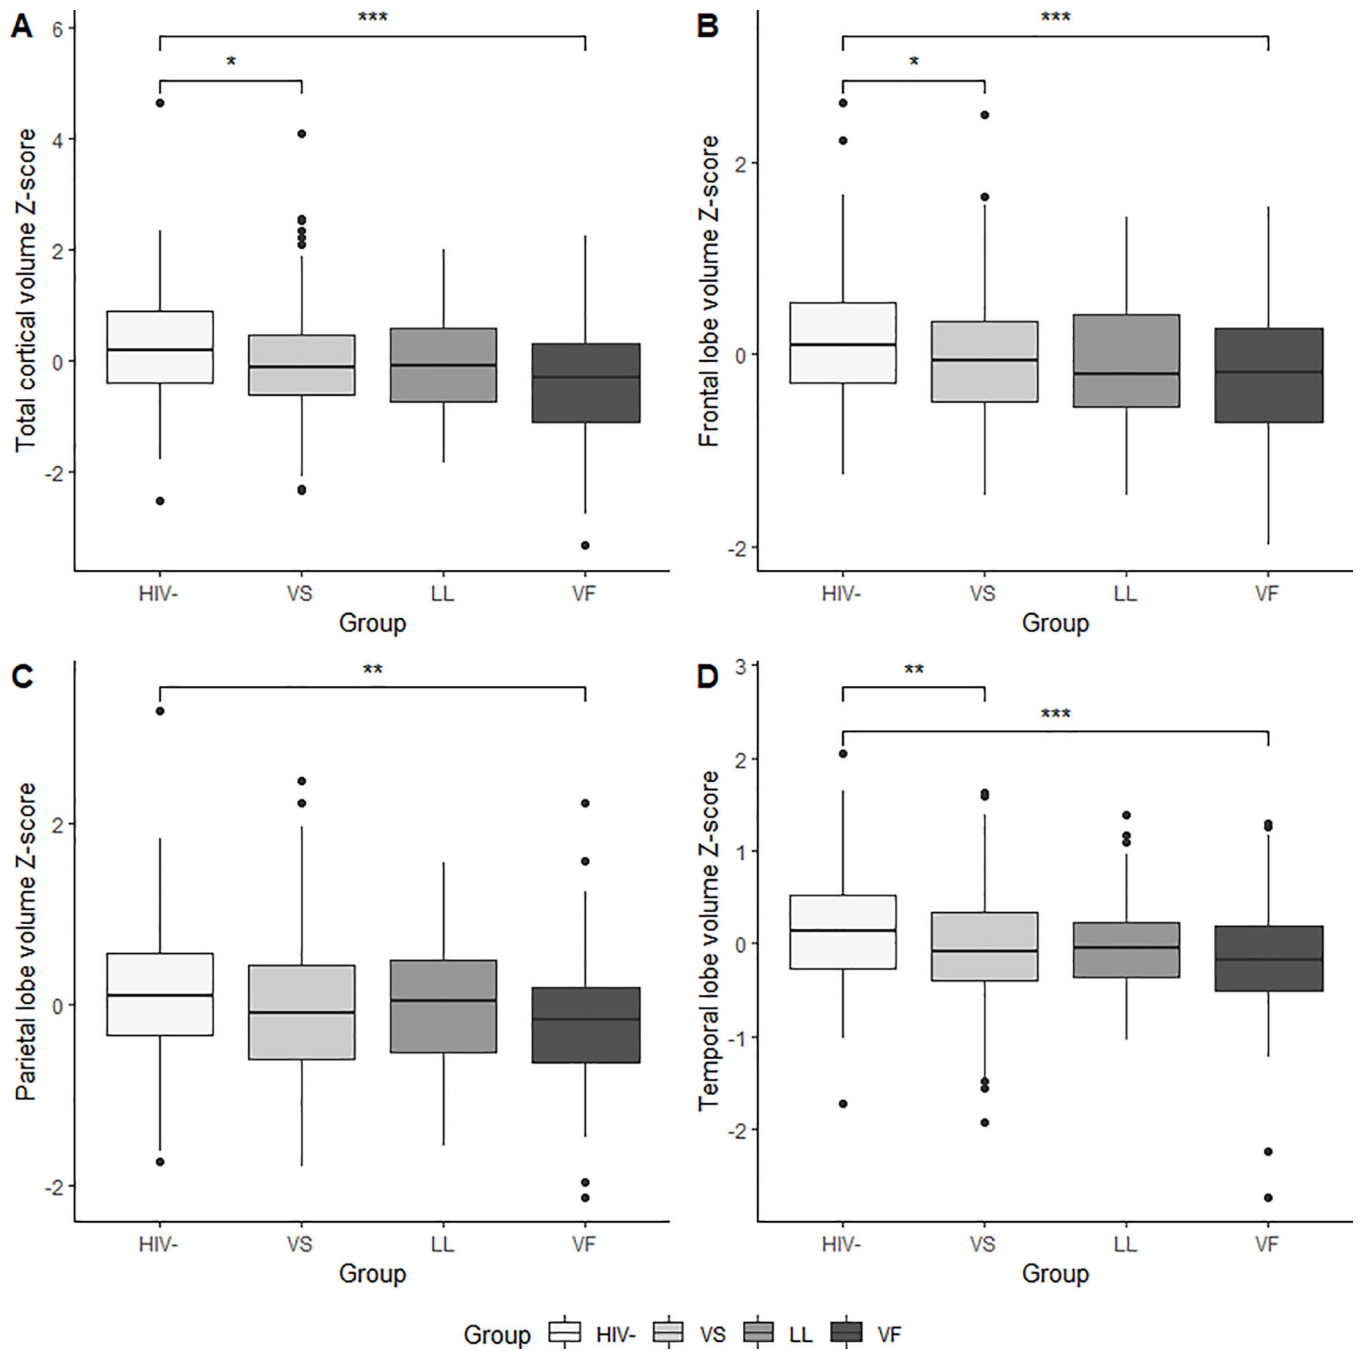 A
***
*
6
4
2
0
-2
Total cortical volume Z-score
HIV- VS LL VF
Group
B
***
*
2
0
-2
Frontal lobe volume Z-score
HIV- VS LL VF
Group
C
**
2
0
-2
Parietal lobe volume Z-score
HIV- VS LL VF
Group
D
**
***
3
2
1
0
-1
-2
Temporal lobe volume Z-score
HIV- VS LL VF
Group
Group HIV- VS LL VF